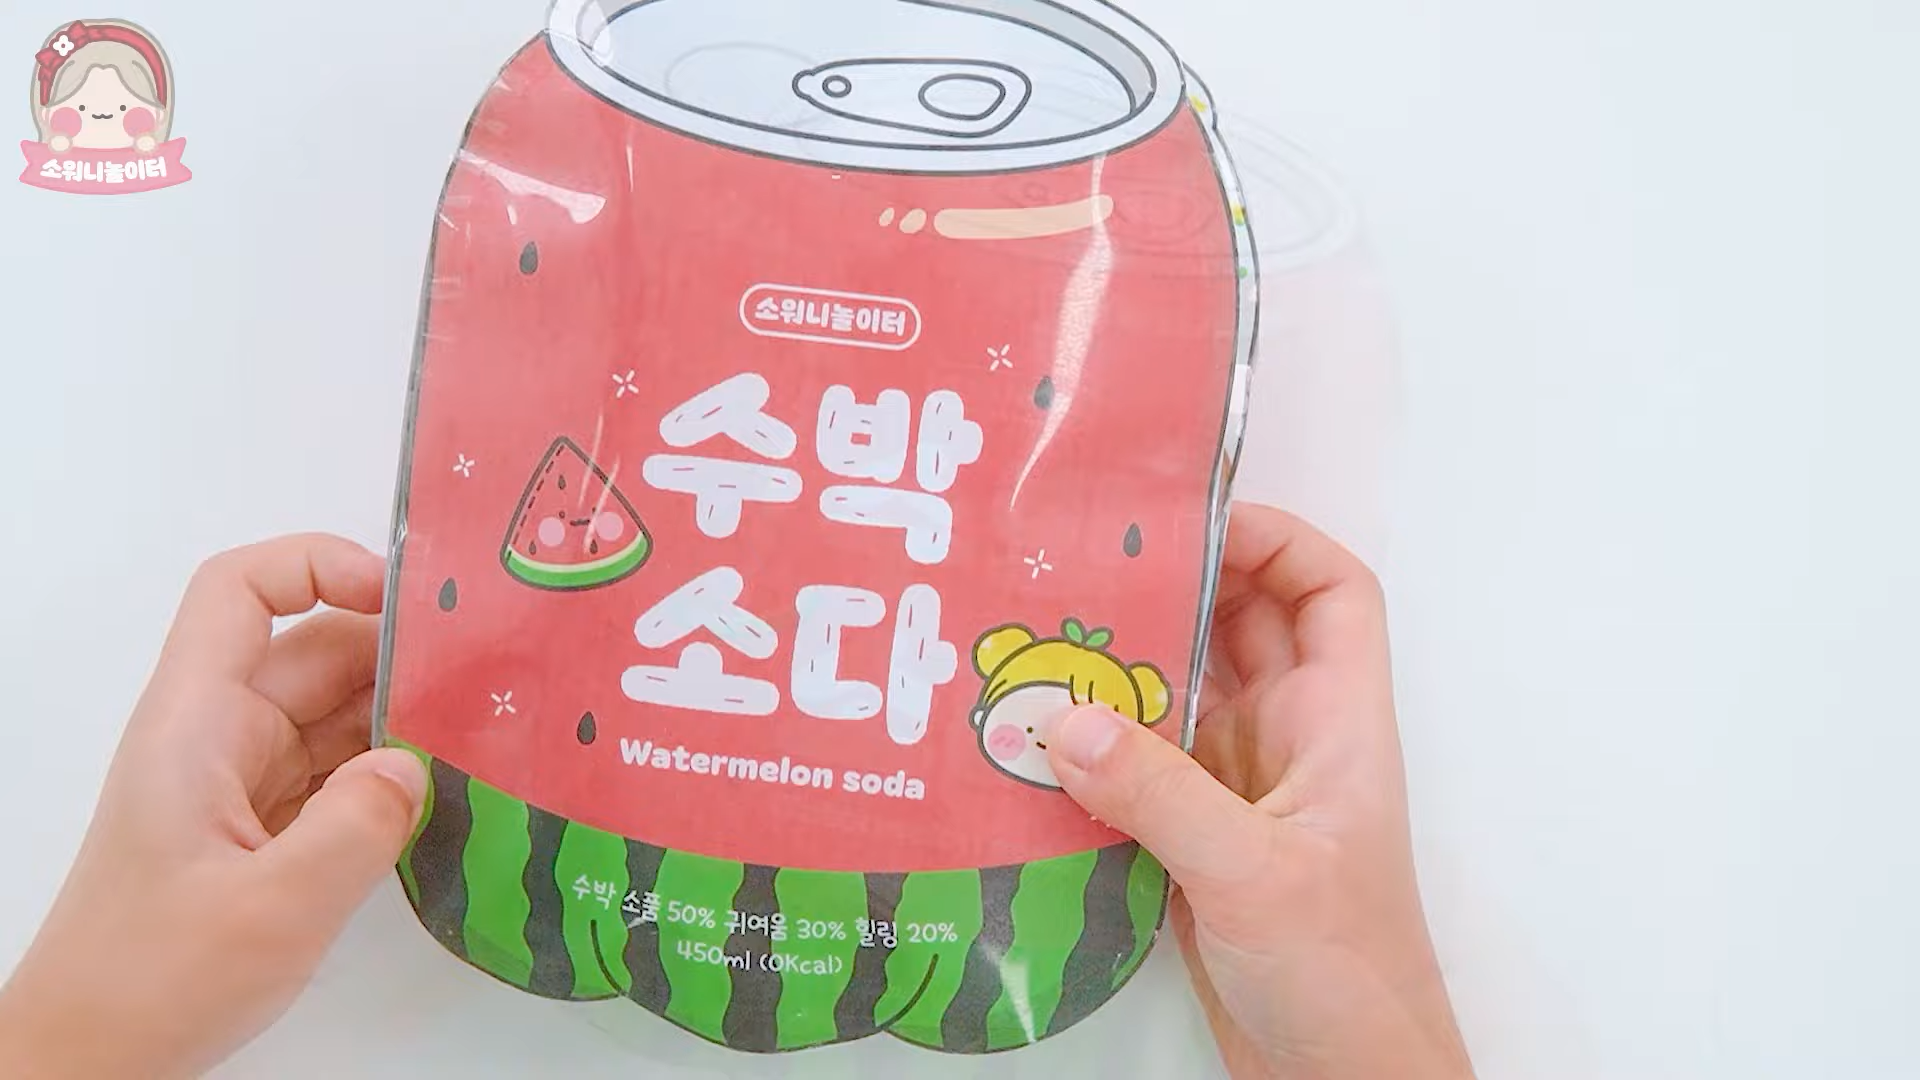 소워니놀이터
소워니놀이터
수박
소다
Watermelon soda
수박 소품 50% 귀여움 30% 힐링 20%
450ml (0Kcal)